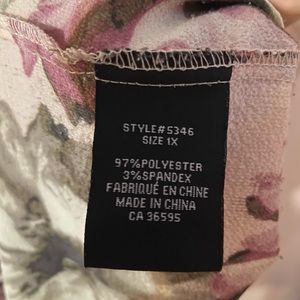 STYLE#5346
SIZE 1X
97%POLYESTER
3%SPANDEX
FABRIQUÉ EN CHINE
MADE IN CHINA
CA 36595